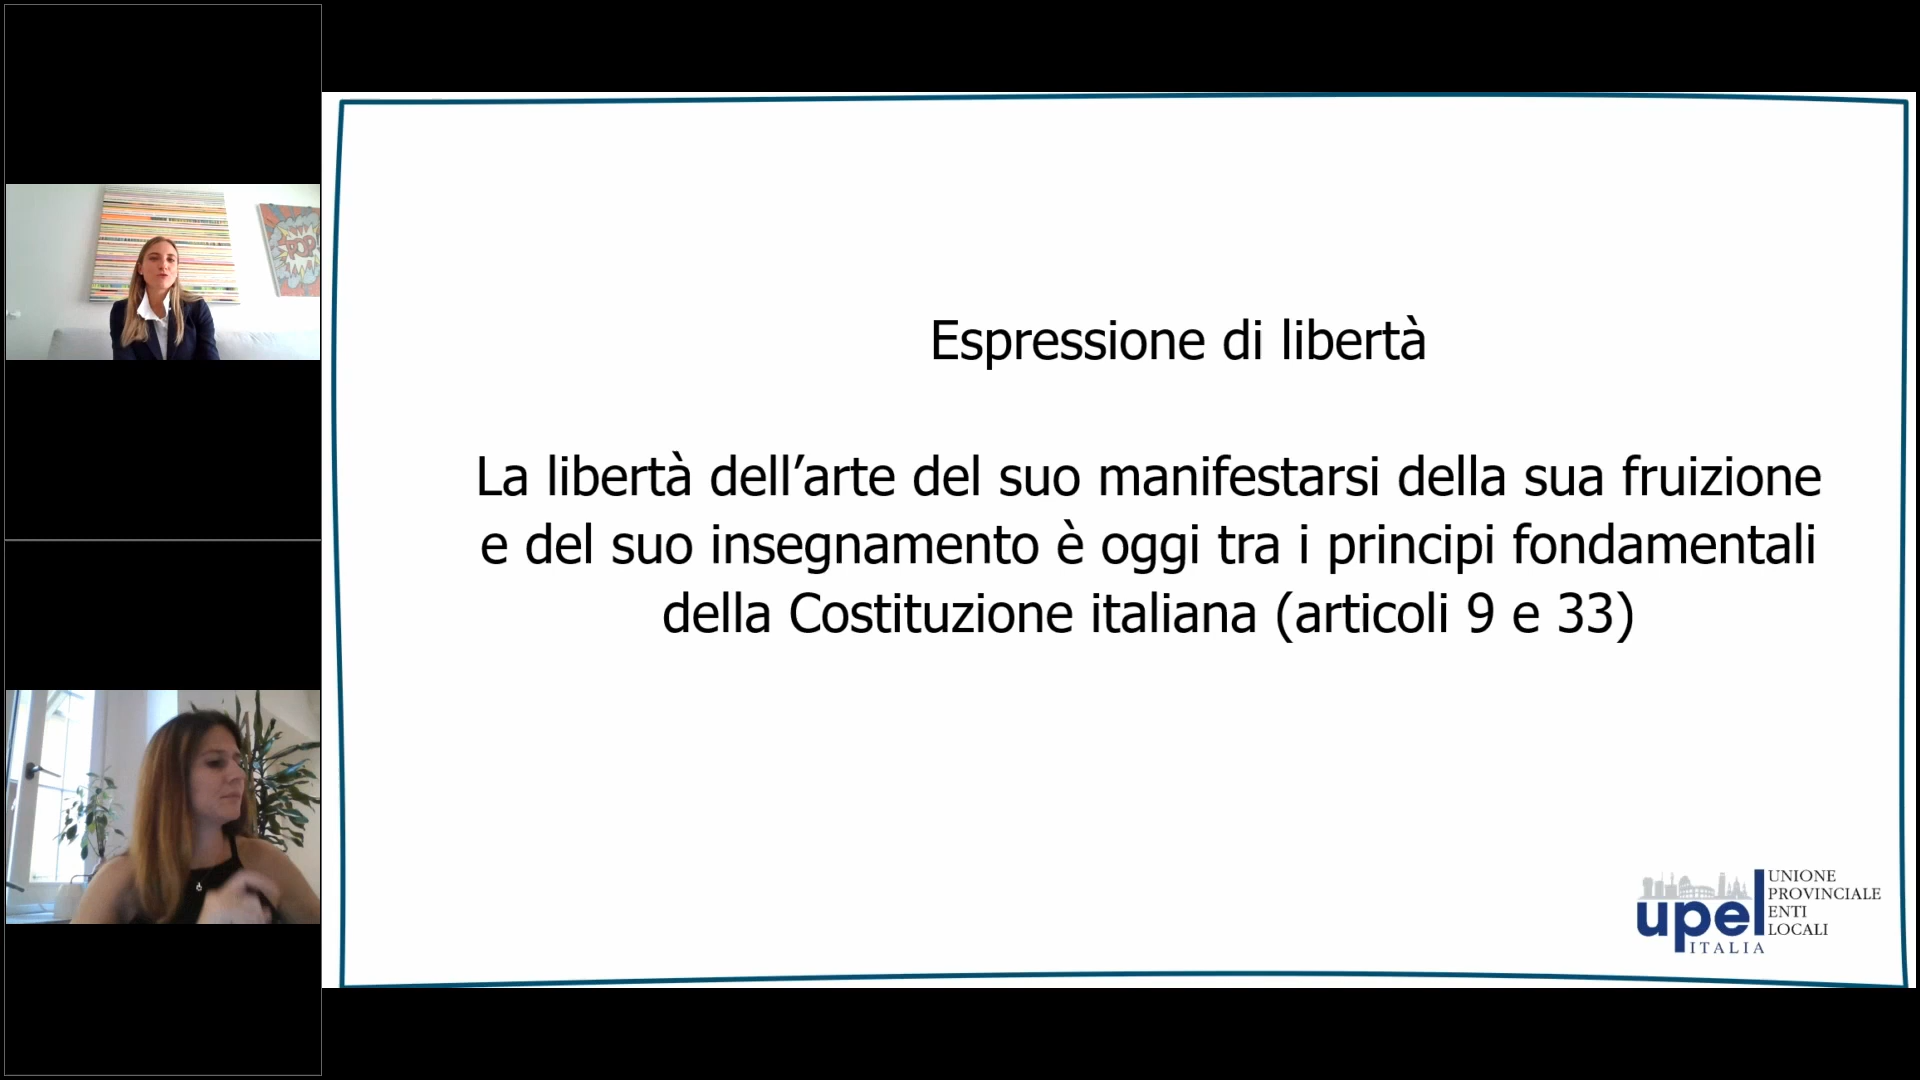 POP!
Espressione di libertà
La libertà dell’arte del suo manifestarsi della sua fruizione
e del suo insegnamento è oggi tra i principi fondamentali
della Costituzione italiana (articoli 9 e 33)
upel
ITALIA
UNIONE
PROVINCIALE
ENTI
LOCALI